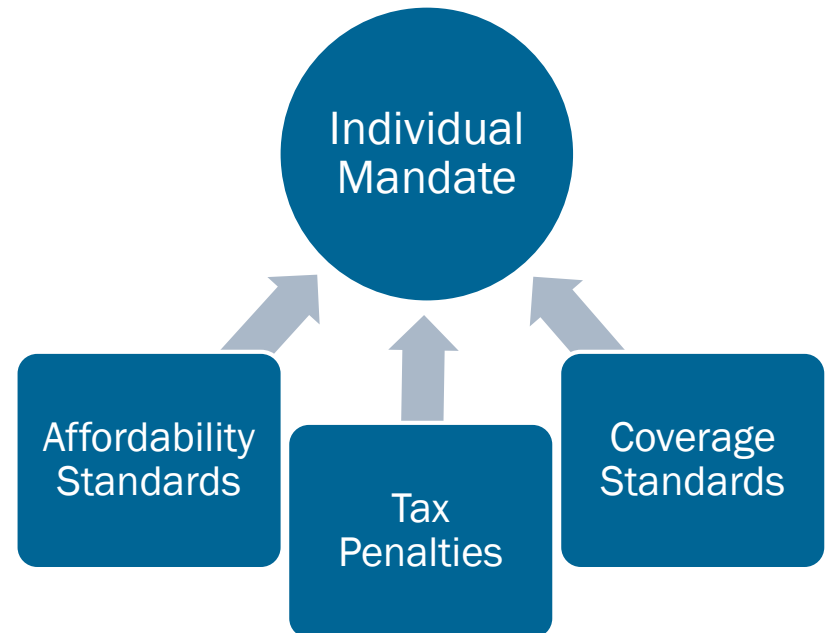 Individual
Mandate
Affordability
Standards
Tax
Penalties
Coverage
Standards